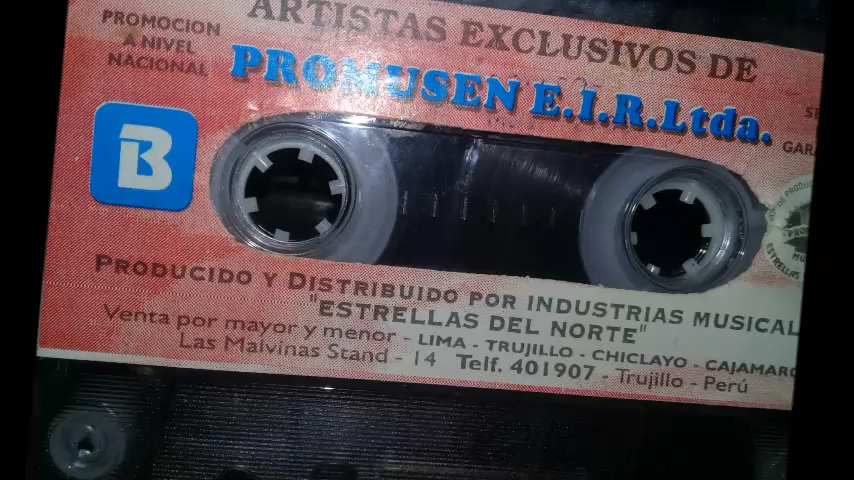 ARTISTAS EXCLUSIVOS DE
PROMOCION
A NIVEL
NACIONAL
PROMUSEN E.I.R.Ltda.
B
PRODUCIDO Y DISTRIBUIDO POR INDUSTRIAS MUSICAL
"ESTRELLAS DEL NORTE"
Venta por mayor y menor - LIMA - TRUJILLO - CHICLAYO - CAJAMARC
Las Malvinas Stand - 14 Telf. 401907 - Trujillo - Perú
ESTRELLAS